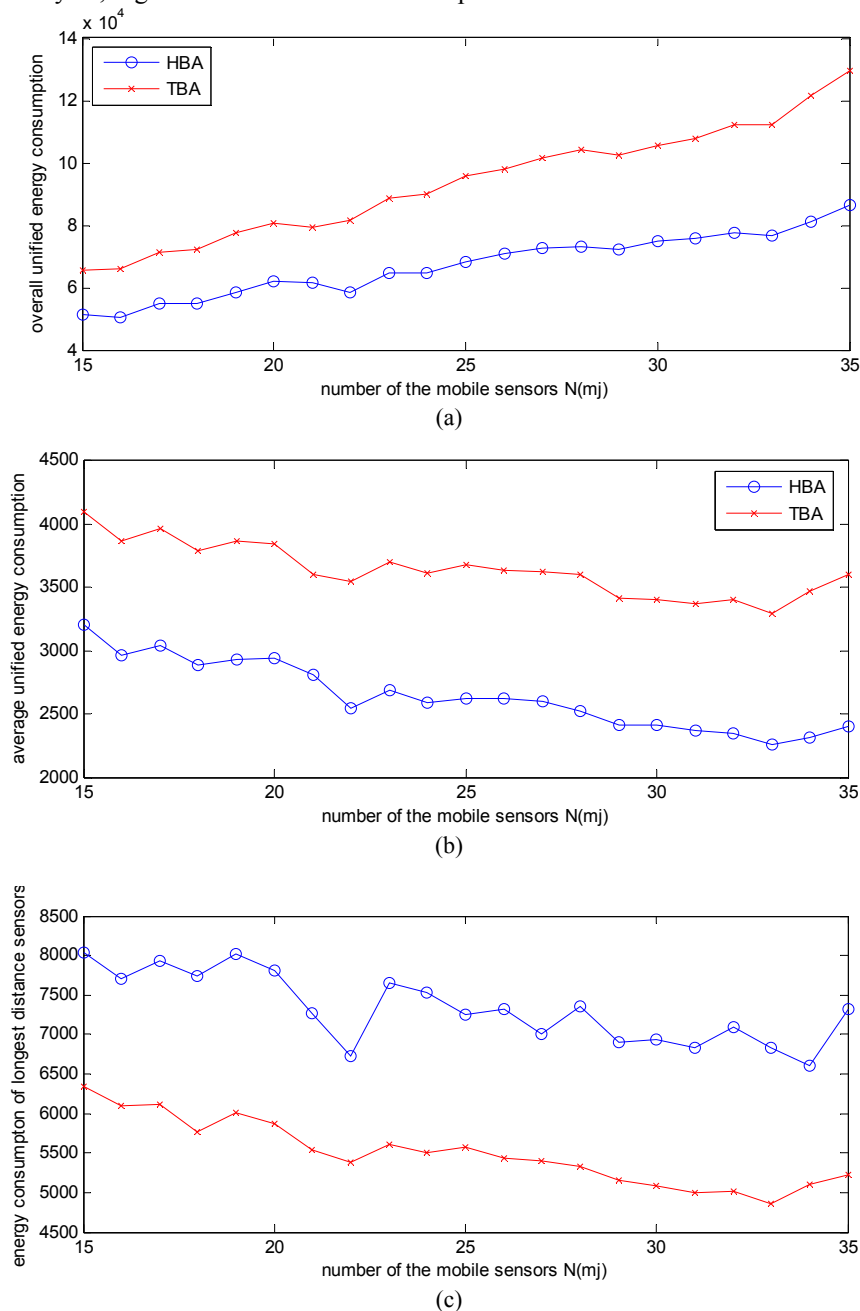 x 10⁴
14
12
10
8
6
4
HBA
TBA
overall unified energy consumption
15 20 25 30 35
number of the mobile sensors N(mj)
(a)
4500
4000
3500
3000
2500
2000
HBA
TBA
average unified energy consumption
15 20 25 30 35
number of the mobile sensors N(mj)
(b)
8500
8000
7500
7000
6500
6000
5500
5000
4500
energy consumpton of longest distance sensors
15 20 25 30 35
number of the mobile sensors N(mj)
(c)